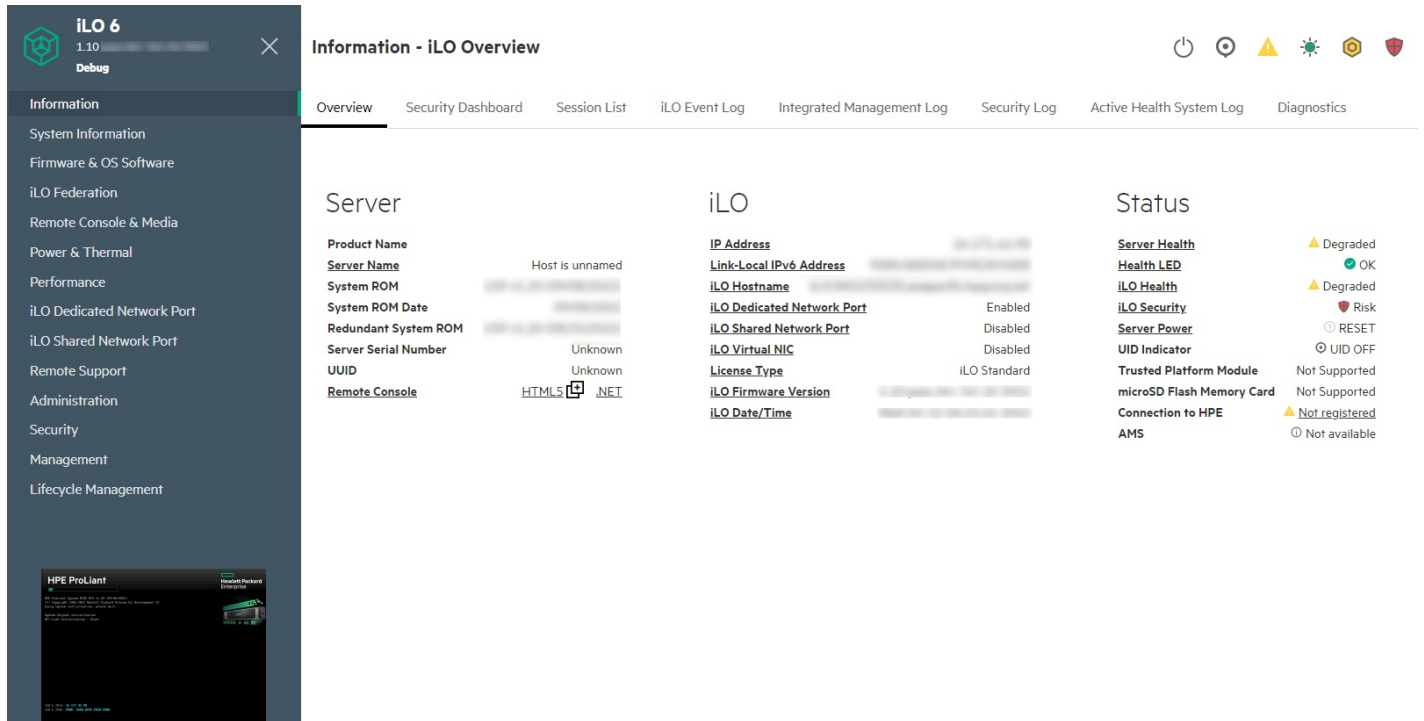 iLO 6
1.10
Debug
Information
System Information
Firmware & OS Software
iLO Federation
Remote Console & Media
Power & Thermal
Performance
iLO Dedicated Network Port
iLO Shared Network Port
Remote Support
Administration
Security
Management
Lifecycle Management
HPE ProLiant
Hewlett Packard
Enterprise
Information - iLO Overview
Overview Security Dashboard Session List iLO Event Log Integrated Management Log Security Log Active Health System Log Diagnostics
Server
Product Name
Server Name Host is unnamed
System ROM
System ROM Date
Redundant System ROM
Server Serial Number Unknown
UUID Unknown
Remote Console HTML5 .NET
iLO
IP Address
Link-Local IPv6 Address
iLO Hostname
iLO Dedicated Network Port Enabled
iLO Shared Network Port Disabled
iLO Virtual NIC Disabled
License Type iLO Standard
iLO Firmware Version
iLO Date/Time
Status
Server Health Degraded
Health LED OK
iLO Health Degraded
iLO Security Risk
Server Power RESET
UID Indicator UID OFF
Trusted Platform Module Not Supported
microSD Flash Memory Card Not Supported
Connection to HPE Not registered
AMS Not available